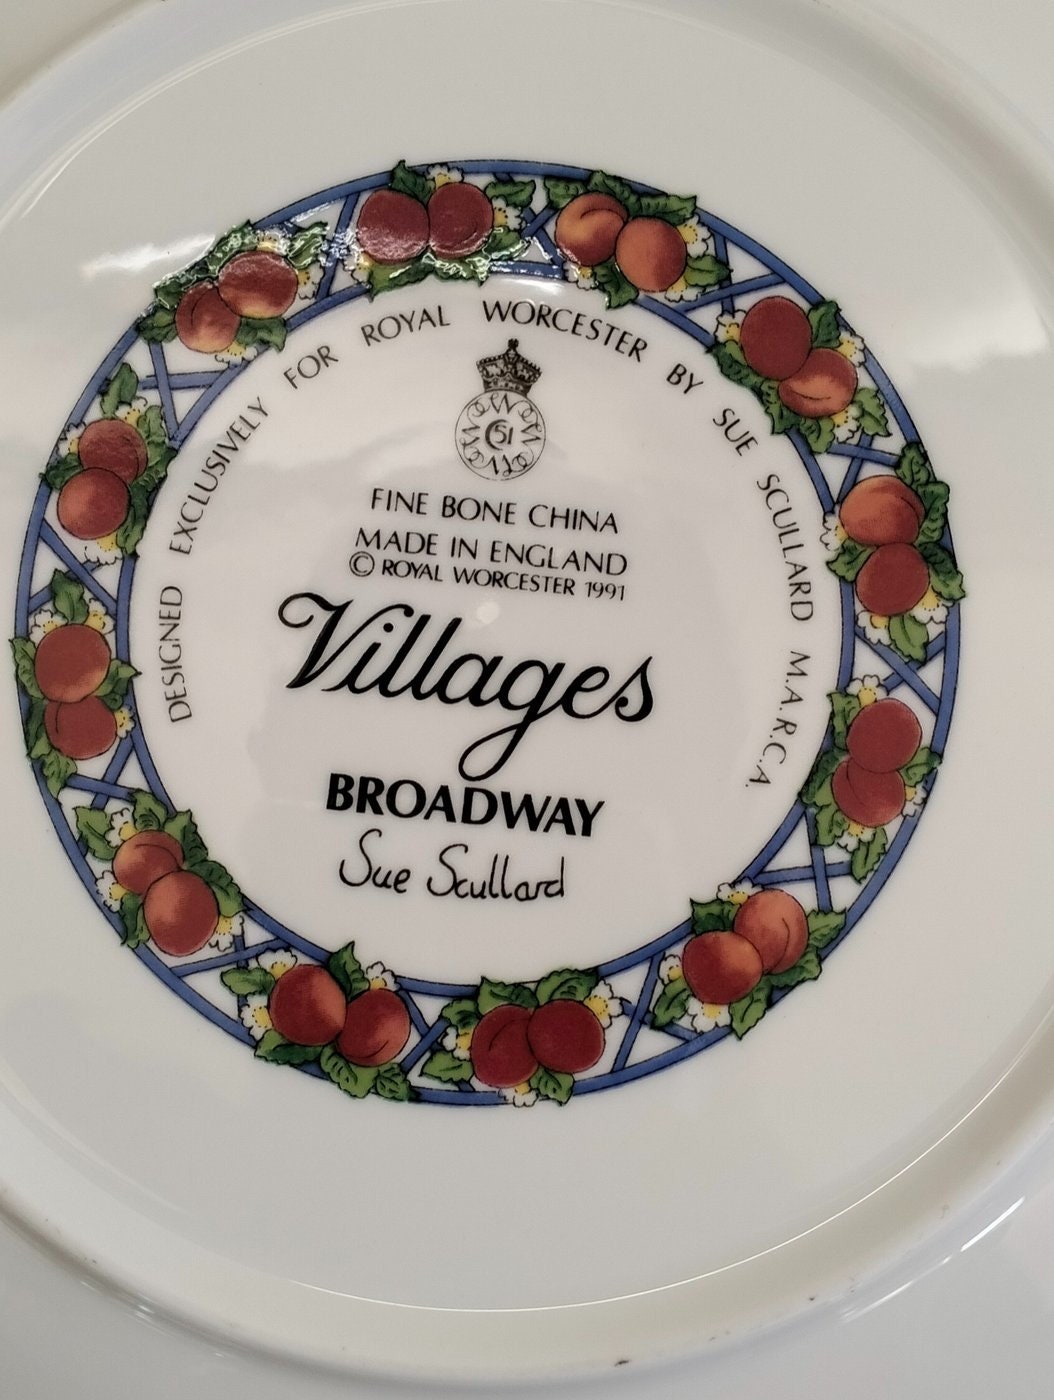 DESIGNED EXCLUSIVELY FOR ROYAL WORCESTER BY SUE SCULLARD M.A.R.C.A.
51
FINE BONE CHINA
MADE IN ENGLAND
© ROYAL WORCESTER 1991
Villages
BROADWAY
Sue Scullard